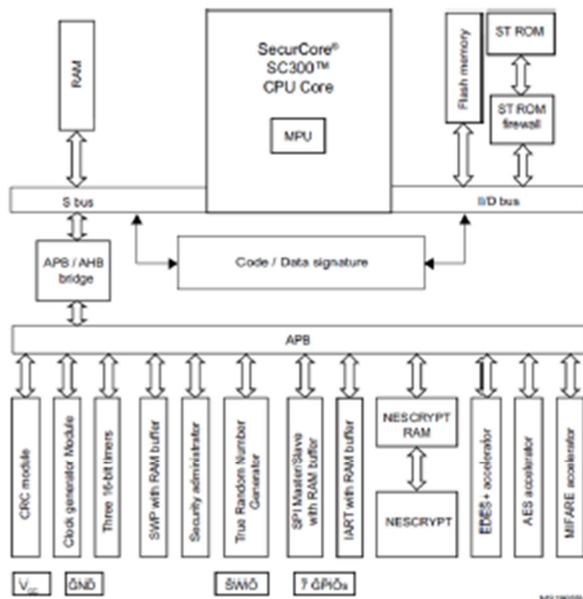 SecurCore®
SC300™
CPU Core
MPU
RAM
Flash memory
ST ROM
ST ROM
firewall
S bus
I/D bus
Code / Data signature
APB / AHB
bridge
APB
CRC module
Clock generator Module
Three 16-bit timers
SWP with RAM buffer
Security administrator
True Random Number
Generator
SPI Master/Slave
with RAM buffer
IART with RAM buffer
NESCRYPT
RAM
NESCRYPT
EDES+ accelerator
AES accelerator
MIFARE accelerator
VCC
GND
SWIO
7 GPIOs